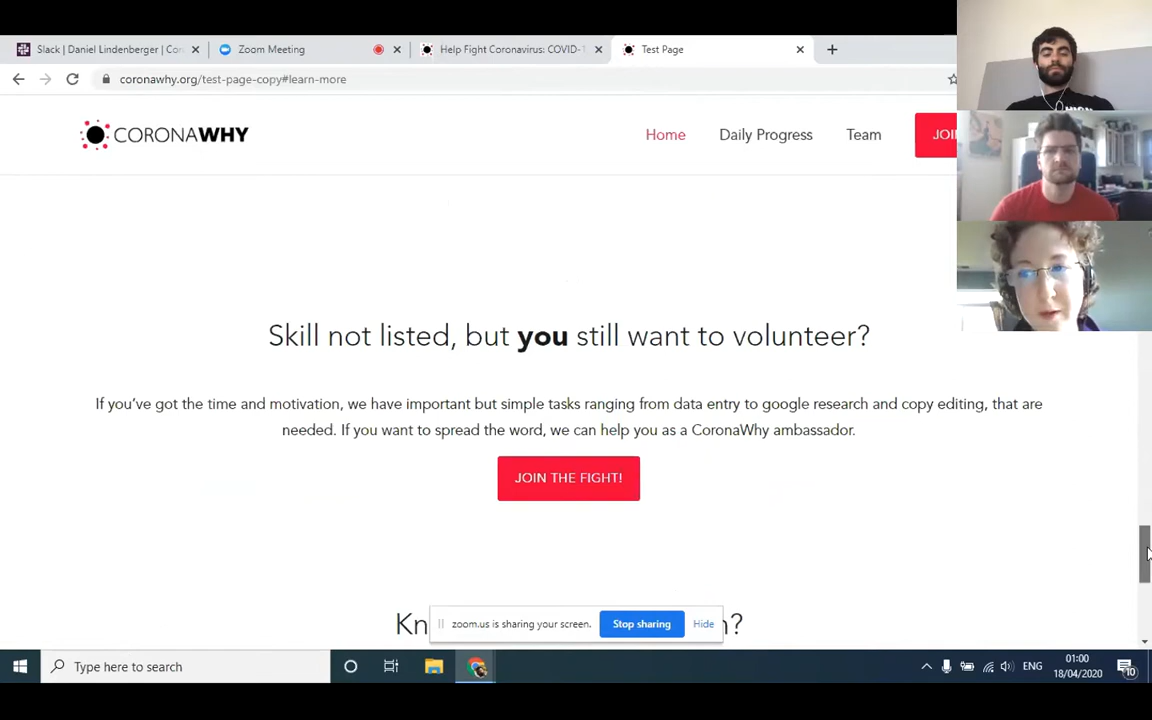 Slack | Daniel Lindenberger | Co
Zoom Meeting
Help Fight Coronavirus: COVID-1
Test Page
coronawhy.org/test-page-copy#learn-more
CORONAWHY
Home
Daily Progress
Team
JOI
Skill not listed, but you still want to volunteer?
If you've got the time and motivation, we have important but simple tasks ranging from data entry to google research and copy editing, that are
needed. If you want to spread the word, we can help you as a CoronaWhy ambassador.
JOIN THE FIGHT!
Kn
?
zoom.us is sharing your screen.
Stop sharing
Hide
Type here to search
ENG
01:00
18/04/2020
10